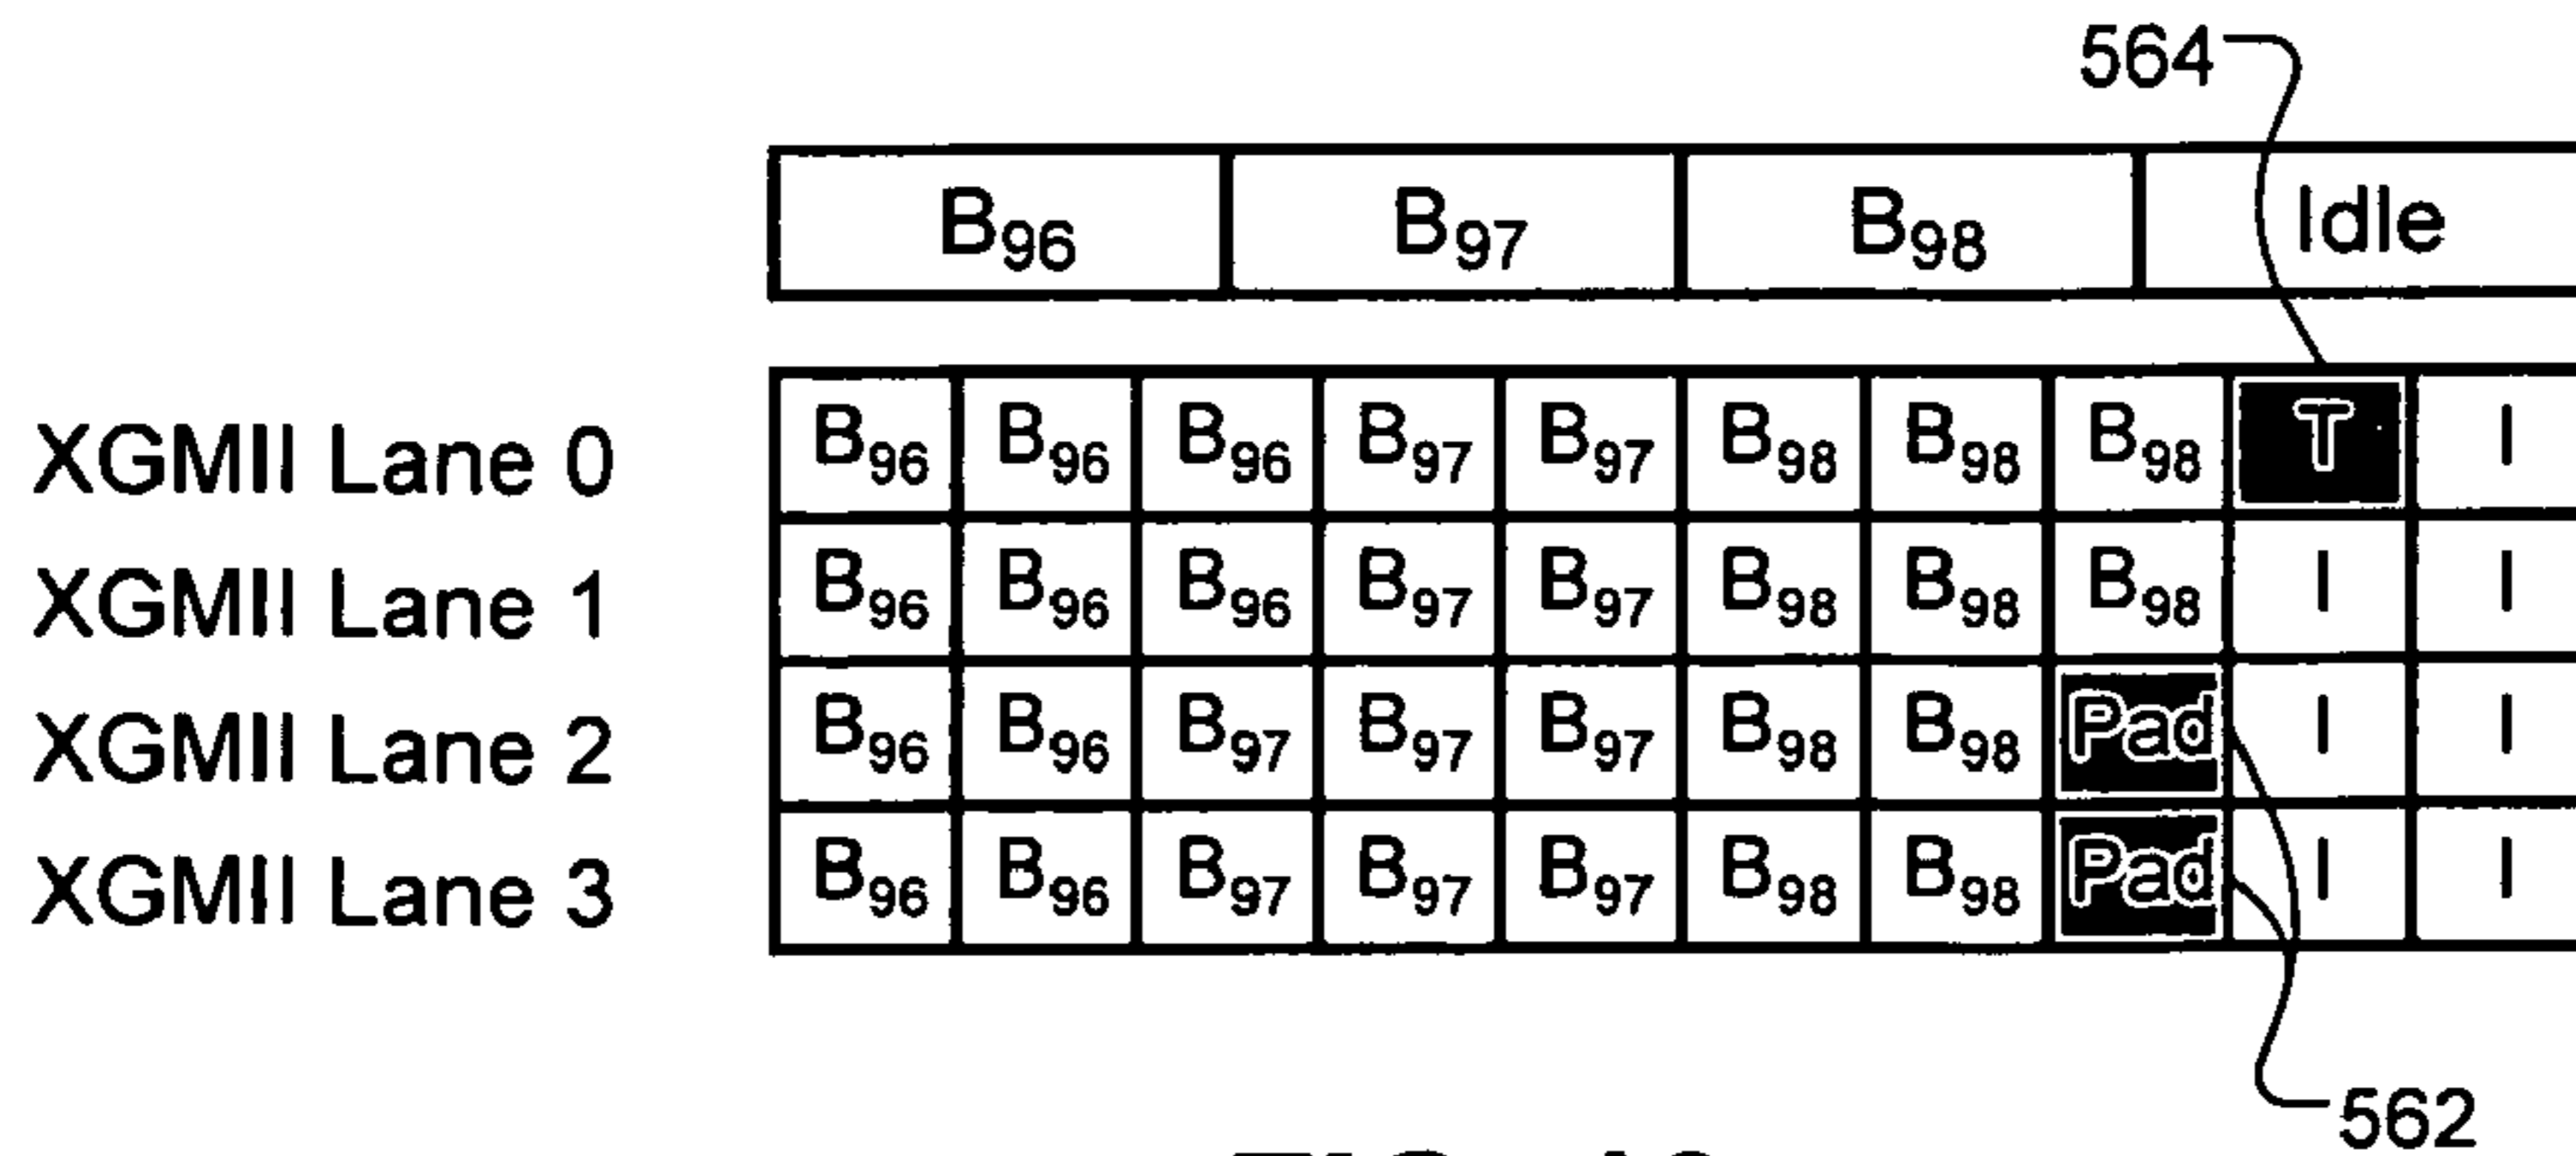 564
B96 B97 B98 Idle
XGMII Lane 0 B96 B96 B96 B97 B97 B98 B98 B98 T I
XGMII Lane 1 B96 B96 B96 B97 B97 B98 B98 B98 I I
XGMII Lane 2 B96 B96 B97 B97 B97 B98 B98 Pad I I
XGMII Lane 3 B96 B96 B97 B97 B97 B98 B98 Pad I I
562